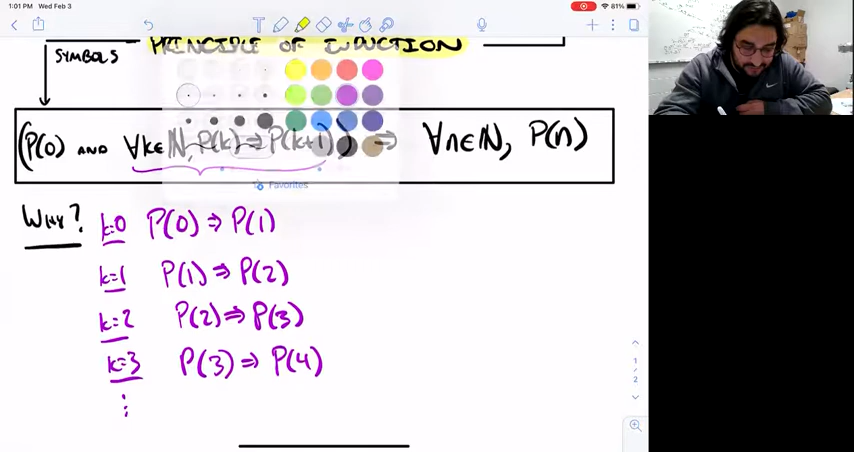 1:01 PM Wed Feb 3
81%
SYMBOLS
PRINCIPLE OF INDUCTION
(P(0) AND ∀k∈ℕ, P(k) ⇒ P(k+1)) ⇒ ∀n∈ℕ, P(n)
Favorites
WHY?
k=0 P(0) ⇒ P(1)
k=1 P(1) ⇒ P(2)
k=2 P(2) ⇒ P(3)
k=3 P(3) ⇒ P(4)
⋮
1
/
2